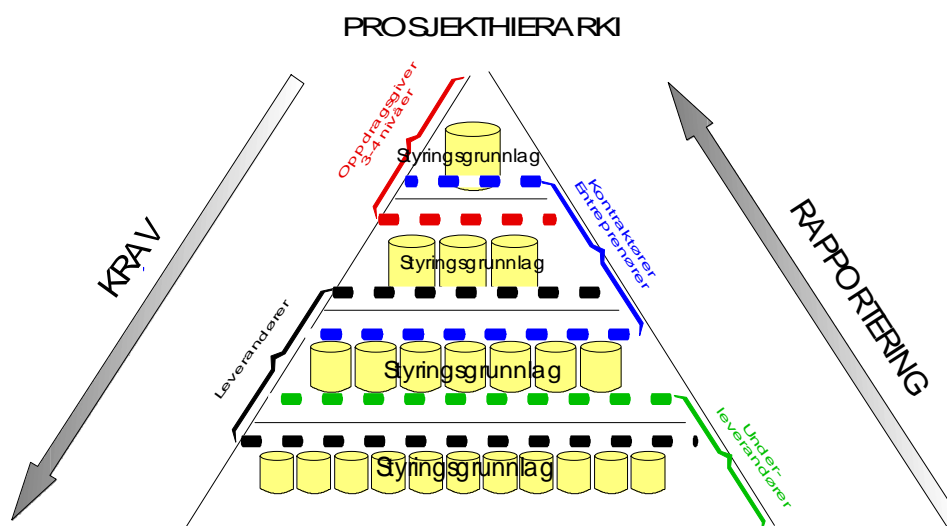 PROSJEKTHIERARKI
Oppdragsgiver
3-4 nivåer
Styringsgrunnlag
Kontraktører
Entreprenører
KRAV
RAPPORTERING
Styringsgrunnlag
Leverandører
Styringsgrunnlag
Under-
leverandører
Styringsgrunnlag